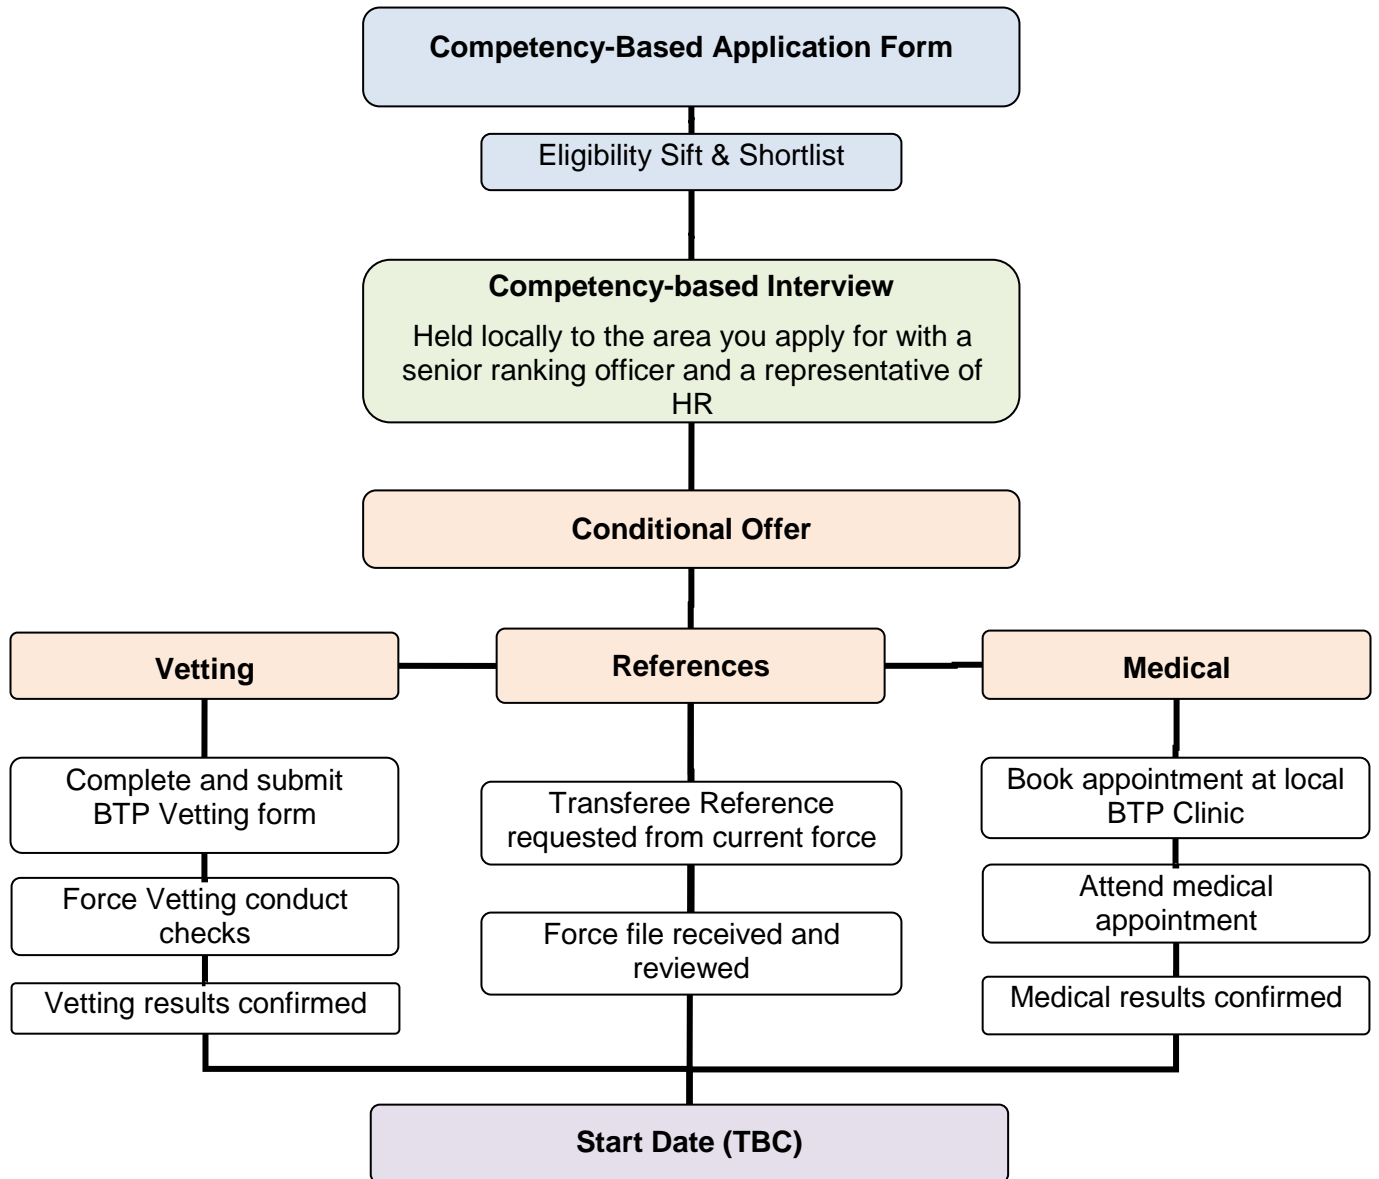 Competency-Based Application Form
Eligibility Sift & Shortlist
Competency-based Interview
Held locally to the area you apply for with a
senior ranking officer and a representative of
HR
Conditional Offer
Vetting
References
Medical
Complete and submit
BTP Vetting form
Force Vetting conduct
checks
Vetting results confirmed
Transferee Reference
requested from current force
Force file received and
reviewed
Book appointment at local
BTP Clinic
Attend medical
appointment
Medical results confirmed
Start Date (TBC)